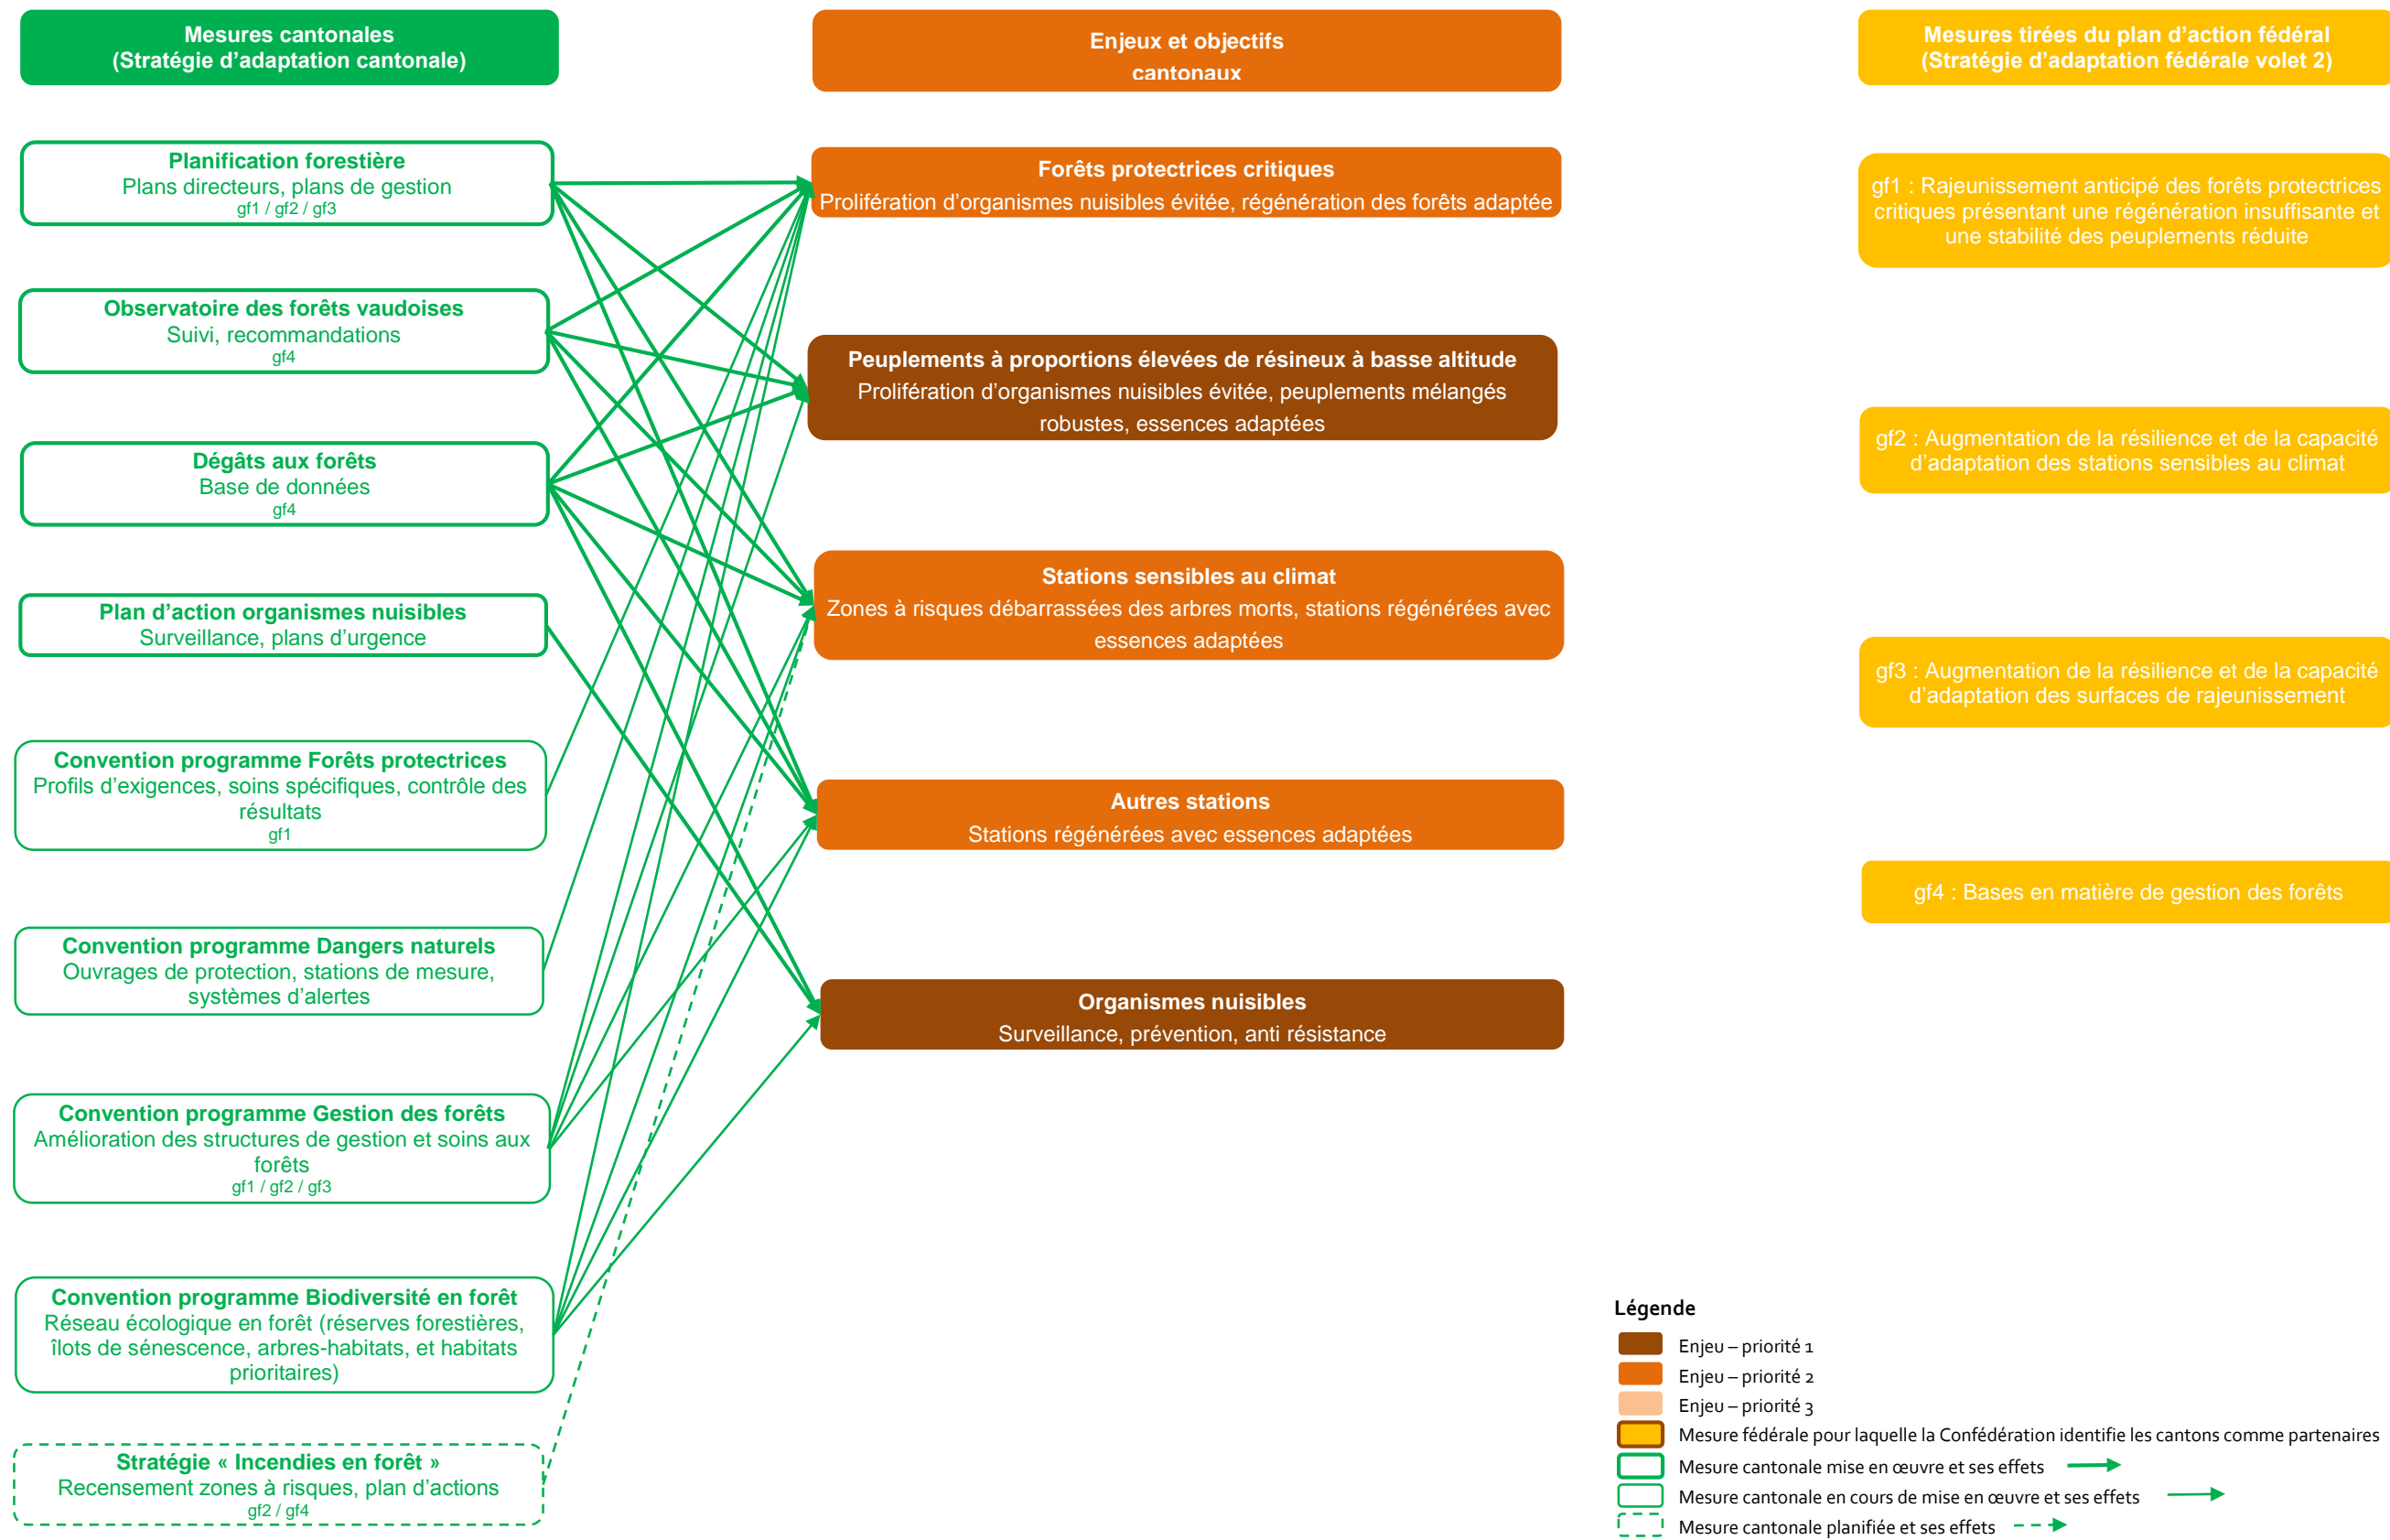 Mesures cantonales
(Stratégie d'adaptation cantonale)
Planification forestière
Plans directeurs, plans de gestion
gf1 / gf2 / gf3
Observatoire des forêts vaudoises
Suivi, recommandations
gf4
Dégâts aux forêts
Base de données
gf4
Plan d'action organismes nuisibles
Surveillance, plans d'urgence
Convention programme Forêts protectrices
Profils d'exigences, soins spécifiques, contrôle des
résultats
gf1
Convention programme Dangers naturels
Ouvrages de protection, stations de mesure,
systèmes d'alertes
Convention programme Gestion des forêts
Amélioration des structures de gestion et soins aux
forêts
gf1 / gf2 / gf3
Convention programme Biodiversité en forêt
Réseau écologique en forêt (réserves forestières,
îlots de sénescence, arbres-habitats, et habitats
prioritaires)
Stratégie « Incendies en forêt »
Recensement zones à risques, plan d'actions
gf2 / gf4
Enjeux et objectifs
cantonaux
Forêts protectrices critiques
Prolifération d'organismes nuisibles évitée, régénération des forêts adaptée
Peuplements à proportions élevées de résineux à basse altitude
Prolifération d'organismes nuisibles évitée, peuplements mélangés
robustes, essences adaptées
Stations sensibles au climat
Zones à risques débarrassées des arbres morts, stations régénérées avec
essences adaptées
Autres stations
Stations régénérées avec essences adaptées
Organismes nuisibles
Surveillance, prévention, anti résistance
Mesures tirées du plan d'action fédéral
(Stratégie d'adaptation fédérale volet 2)
gf1 : Rajeunissement anticipé des forêts protectrices
critiques présentant une régénération insuffisante et
une stabilité des peuplements réduite
gf2 : Augmentation de la résilience et de la capacité
d'adaptation des stations sensibles au climat
gf3 : Augmentation de la résilience et de la capacité
d'adaptation des surfaces de rajeunissement
gf4 : Bases en matière de gestion des forêts
Légende
Enjeu – priorité 1
Enjeu – priorité 2
Enjeu – priorité 3
Mesure fédérale pour laquelle la Confédération identifie les cantons comme partenaires
Mesure cantonale mise en œuvre et ses effets
Mesure cantonale en cours de mise en œuvre et ses effets
Mesure cantonale planifiée et ses effets